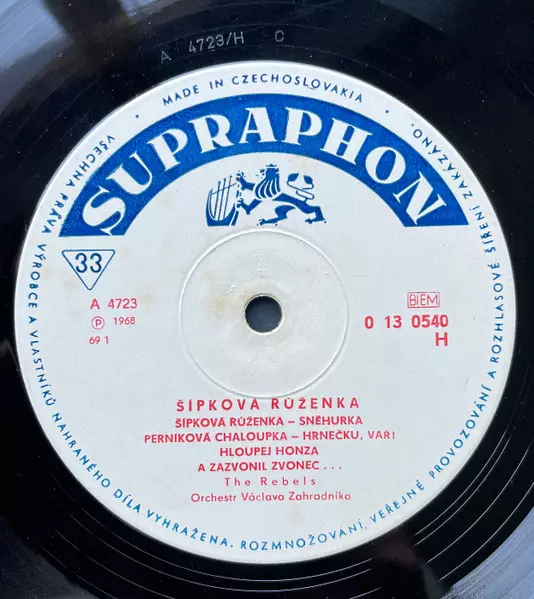 A 4723/H C
MADE IN CZECHOSLOVAKIA
SUPRAPHON
33
A 4723
Ⓟ 1968
69 1
BIEM
0 13 0540
H
ŠÍPKOVÁ RŮŽENKA
ŠÍPKOVÁ RŮŽENKA – SNĚHURKA
PERNÍKOVÁ CHALOUPKA – HRNEČKU, VAŘ!
HLOUPEJ HONZA
A ZAZVONIL ZVONEC . . .
The Rebels
Orchestr Václava Zahradníka
VŠECHNA PRÁVA VÝROBCE A VLASTNÍKŮ NAHRANÉHO DÍLA VYHRAŽENA. ROZMNOŽOVÁNÍ, VEŘEJNÉ PROVOZOVÁNÍ A ROZHLASOVÉ ŠÍŘENÍ ZAKÁZÁNO.